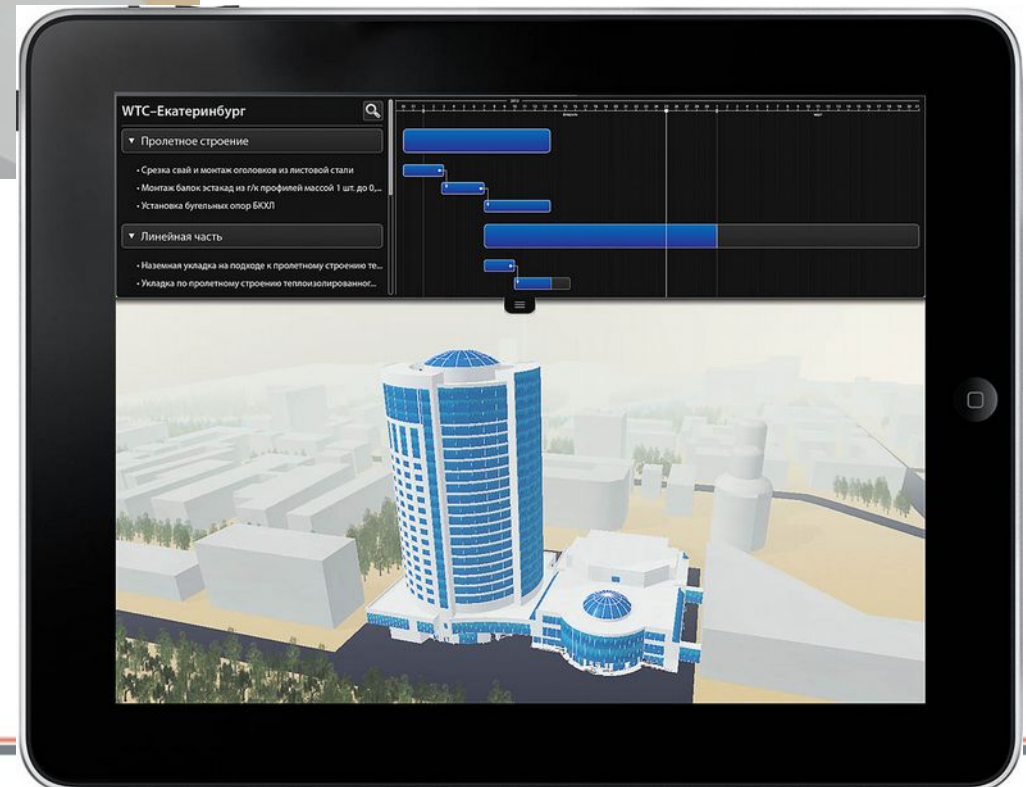 WTC–Екатеринбург
Пролетное строение
• Срезка свай и монтаж оголовков из листовой стали
• Монтаж балок эстакад из г/к профилей массой 1 шт. до 0,...
• Установка бугельных опор БКХЛ
Линейная часть
• Наземная укладка на подходе к пролетному строению те...
• Укладка по пролетному строению теплоизолированног...